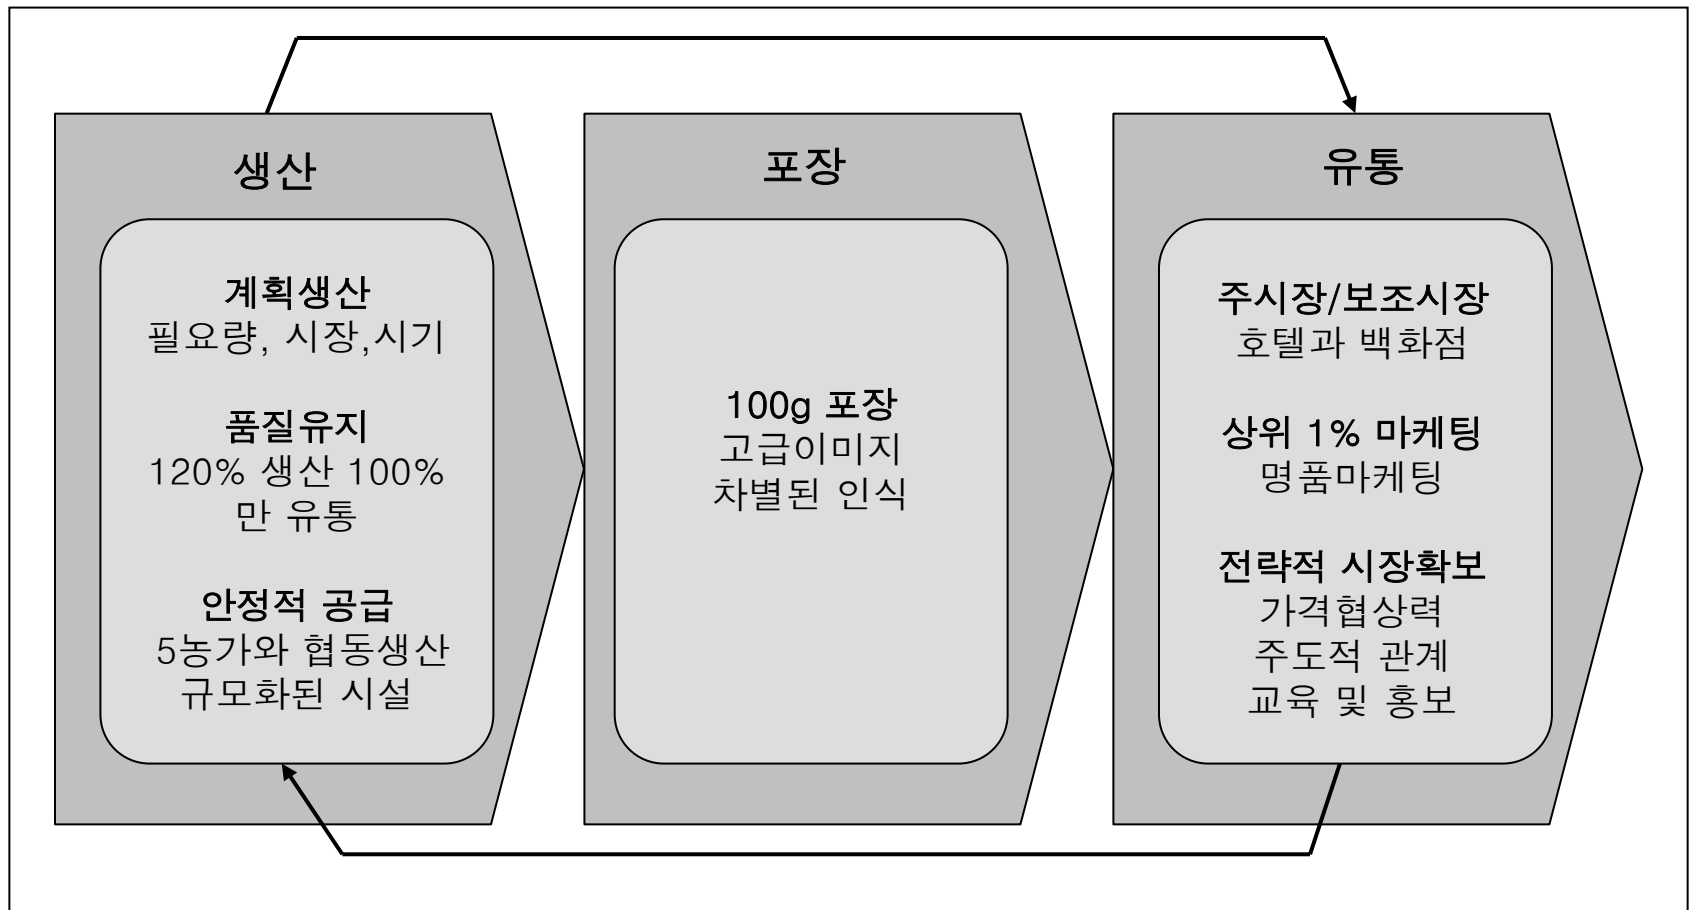 생산
계획생산
필요량, 시장,시기
품질유지
120% 생산 100%
만 유통
안정적 공급
5농가와 협동생산
규모화된 시설
포장
100g 포장
고급이미지
차별된 인식
유통
주시장/보조시장
호텔과 백화점
상위 1% 마케팅
명품마케팅
전략적 시장확보
가격협상력
주도적 관계
교육 및 홍보